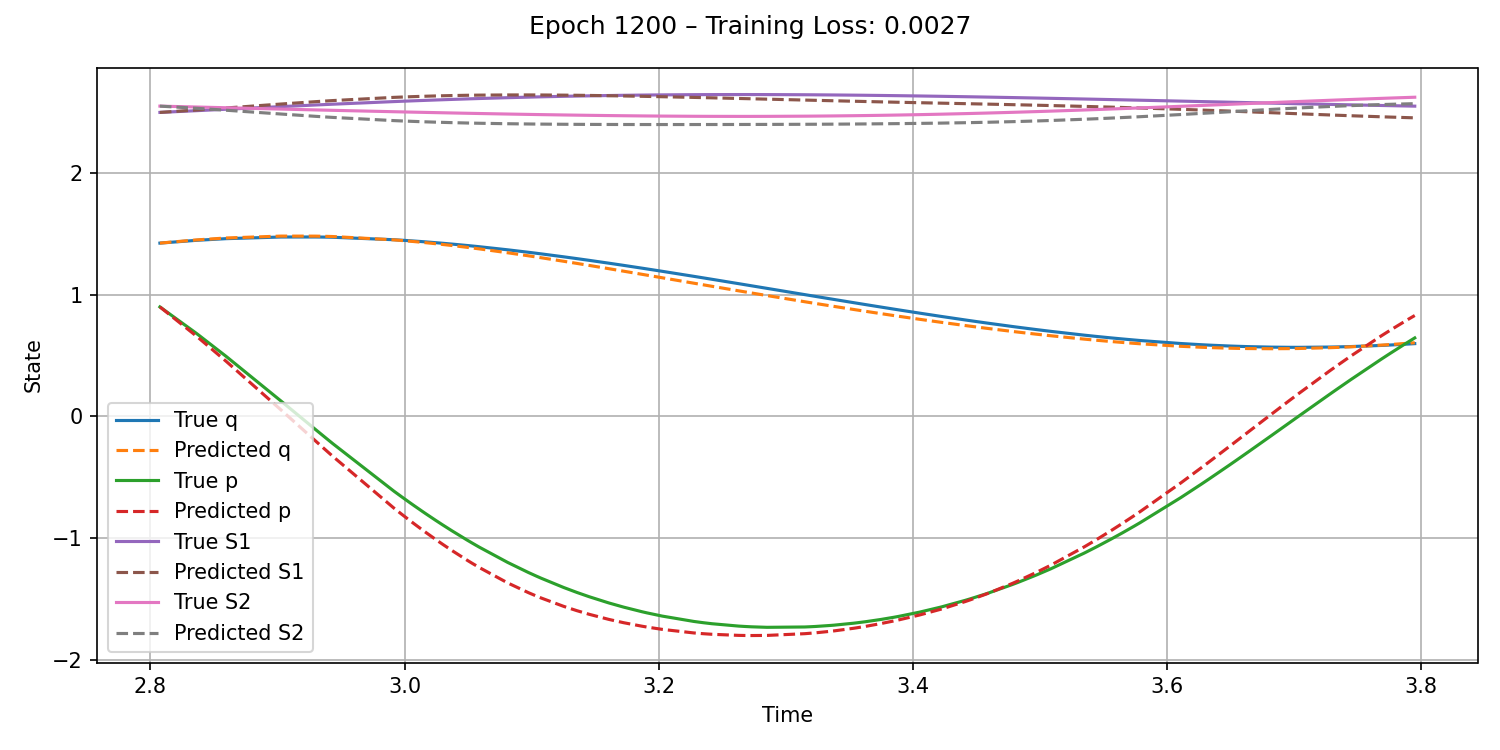 Epoch 1200 – Training Loss: 0.0027
State
2
1
0
−1
−2
True q
Predicted q
True p
Predicted p
True S1
Predicted S1
True S2
Predicted S2
2.8 3.0 3.2 3.4 3.6 3.8
Time